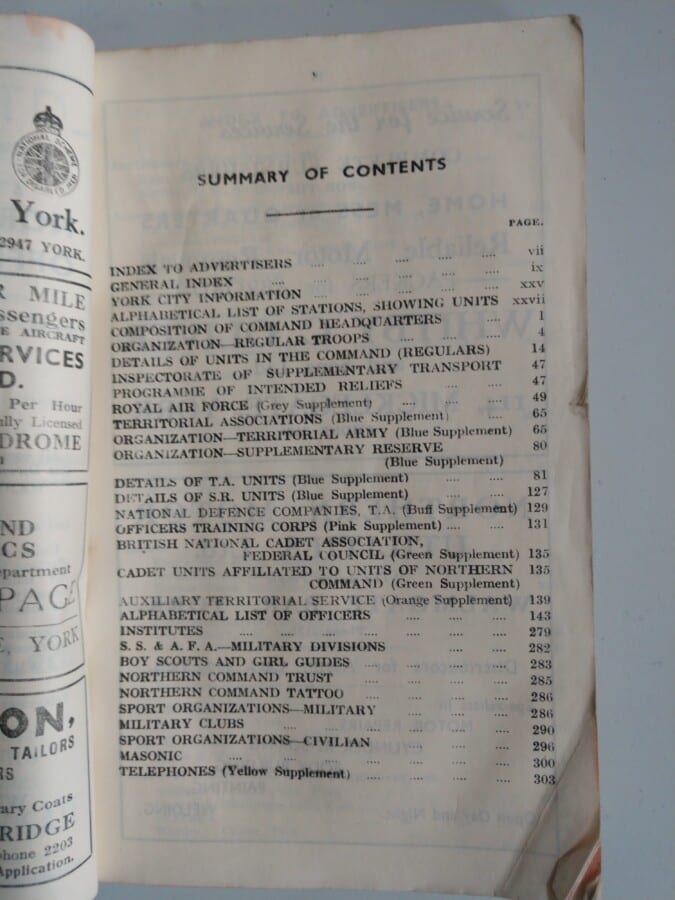 York.
2947 YORK.
R MILE
ssengers
E AIRCRAFT
RVICES
D.
Per Hour
ully Licensed
DROME
ND
CS
epartment
PAGE
E, YORK
ON,
TAILORS
RS
ary Coats
RIDGE
phone 2203
Application.
SUMMARY OF CONTENTS
PAGE.
INDEX TO ADVERTISERS .... .... .... .... .... vii
GENERAL INDEX .... .... .... .... .... ix
YORK CITY INFORMATION .... .... .... .... xxv
ALPHABETICAL LIST OF STATIONS, SHOWING UNITS xxvii
COMPOSITION OF COMMAND HEADQUARTERS .... .... 1
ORGANIZATION—REGULAR TROOPS .... .... .... 4
DETAILS OF UNITS IN THE COMMAND (REGULARS) 14
INSPECTORATE OF SUPPLEMENTARY TRANSPORT 47
PROGRAMME OF INTENDED RELIEFS .... .... 47
ROYAL AIR FORCE (Grey Supplement) .... .... .... 49
TERRITORIAL ASSOCIATIONS (Blue Supplement) .... 65
ORGANIZATION—TERRITORIAL ARMY (Blue Supplement) 65
ORGANIZATION—SUPPLEMENTARY RESERVE 80
(Blue Supplement)
DETAILS OF T.A. UNITS (Blue Supplement) .... .... 81
DETAILS OF S.R. UNITS (Blue Supplement) .... .... 127
NATIONAL DEFENCE COMPANIES, T.A. (Buff Supplement) 129
OFFICERS TRAINING CORPS (Pink Supplement) .... .... 131
BRITISH NATIONAL CADET ASSOCIATION,
FEDERAL COUNCIL (Green Supplement) 135
CADET UNITS AFFILIATED TO UNITS OF NORTHERN 135
COMMAND (Green Supplement)
AUXILIARY TERRITORIAL SERVICE (Orange Supplement) 139
ALPHABETICAL LIST OF OFFICERS .... .... .... 143
INSTITUTES .... .... .... .... .... .... .... 279
S.S. & A.F.A.—MILITARY DIVISIONS .... .... 282
BOY SCOUTS AND GIRL GUIDES .... .... .... 283
NORTHERN COMMAND TRUST .... .... .... .... 285
NORTHERN COMMAND TATTOO .... .... .... .... 286
SPORT ORGANIZATIONS—MILITARY .... .... .... 286
MILITARY CLUBS .... .... .... .... .... .... 290
SPORT ORGANIZATIONS—CIVILIAN .... .... .... 296
MASONIC .... .... .... .... .... .... .... 300
TELEPHONES (Yellow Supplement) .... .... .... .... 303